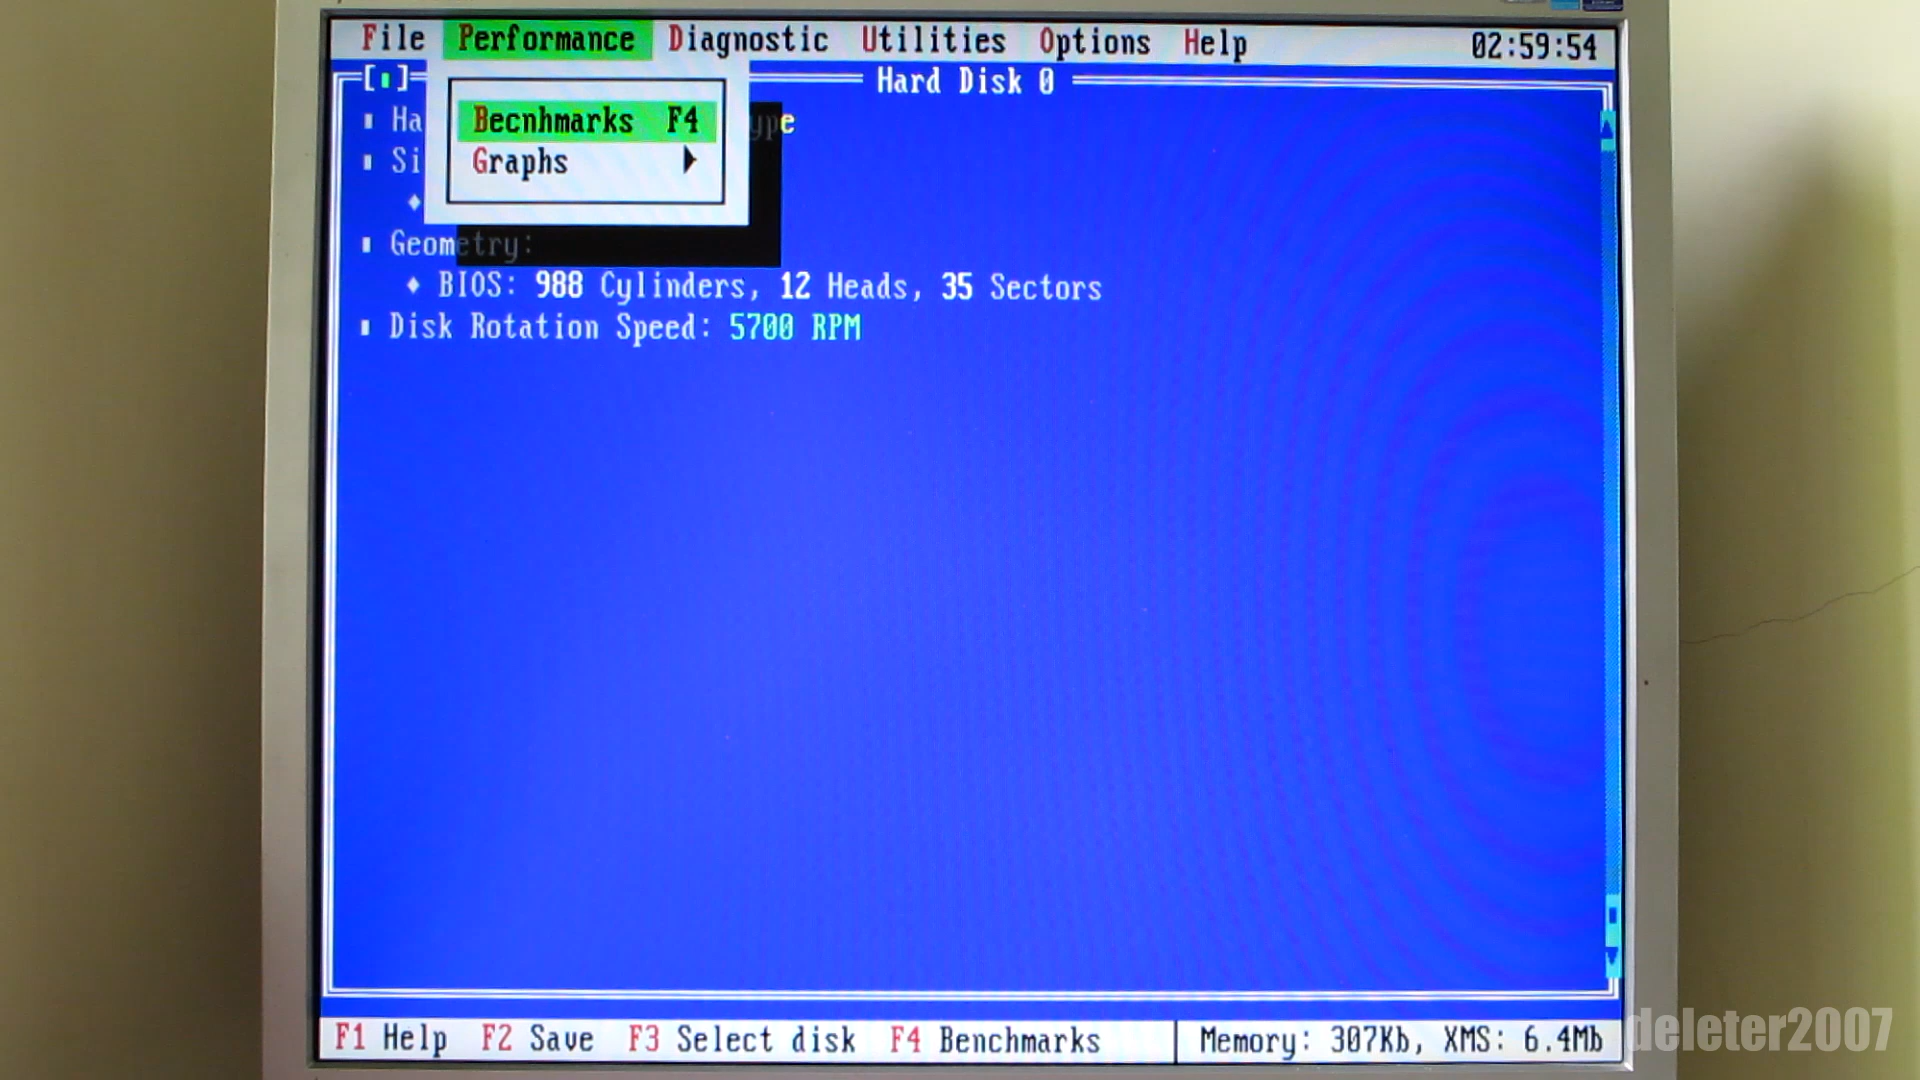 File Performance Diagnostic Utilities Options Help 02:59:54
Hard Disk 0
Becnhmarks F4
Graphs
Ha ype
Si
Geometry:
BIOS: 988 Cylinders, 12 Heads, 35 Sectors
Disk Rotation Speed: 5700 RPM
F1 Help F2 Save F3 Select disk F4 Benchmarks Memory: 307Kb, XMS: 6.4Mb
deleter2007